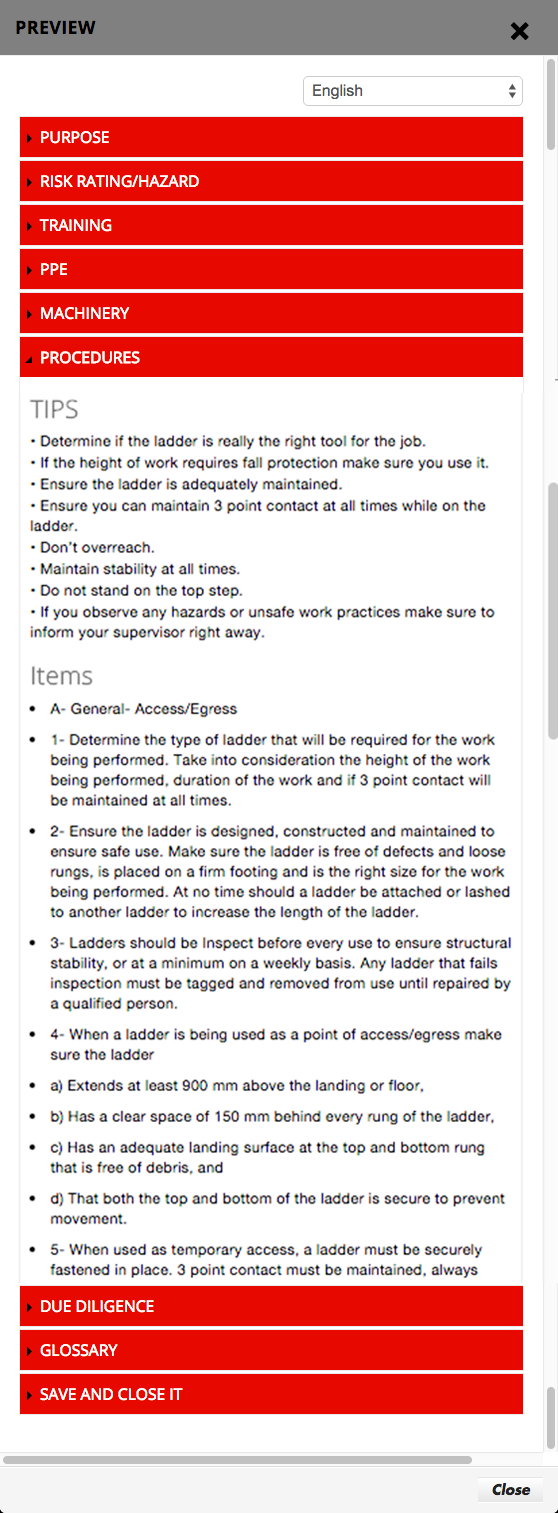 PREVIEW
English
PURPOSE
RISK RATING/HAZARD
TRAINING
PPE
MACHINERY
PROCEDURES
TIPS
• Determine if the ladder is really the right tool for the job.
• If the height of work requires fall protection make sure you use it.
• Ensure the ladder is adequately maintained.
• Ensure you can maintain 3 point contact at all times while on the
ladder.
• Don't overreach.
• Maintain stability at all times.
• Do not stand on the top step.
• If you observe any hazards or unsafe work practices make sure to
inform your supervisor right away.
Items
• A- General- Access/Egress
• 1- Determine the type of ladder that will be required for the work
being performed. Take into consideration the height of the work
being performed, duration of the work and if 3 point contact will
be maintained at all times.
• 2- Ensure the ladder is designed, constructed and maintained to
ensure safe use. Make sure the ladder is free of defects and loose
rungs, is placed on a firm footing and is the right size for the work
being performed. At no time should a ladder be attached or lashed
to another ladder to increase the length of the ladder.
• 3- Ladders should be Inspect before every use to ensure structural
stability, or at a minimum on a weekly basis. Any ladder that fails
inspection must be tagged and removed from use until repaired by
a qualified person.
• 4- When a ladder is being used as a point of access/egress make
sure the ladder
• a) Extends at least 900 mm above the landing or floor,
• b) Has a clear space of 150 mm behind every rung of the ladder,
• c) Has an adequate landing surface at the top and bottom rung
that is free of debris, and
• d) That both the top and bottom of the ladder is secure to prevent
movement.
• 5- When used as temporary access, a ladder must be securely
fastened in place. 3 point contact must be maintained, always
DUE DILIGENCE
GLOSSARY
SAVE AND CLOSE IT
Close